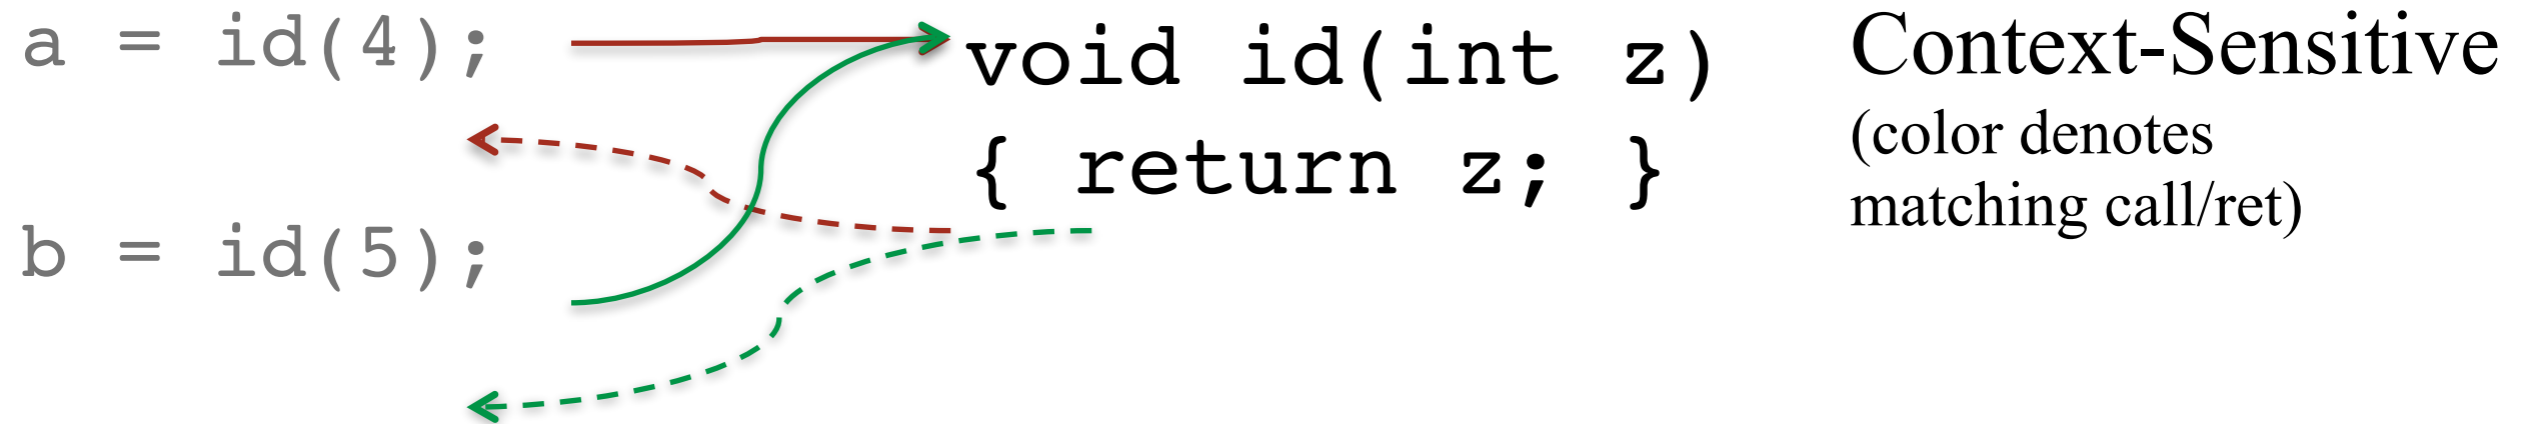 a = id(4);
b = id(5);
void id(int z)
{ return z; }
Context-Sensitive
(color denotes
matching call/ret)